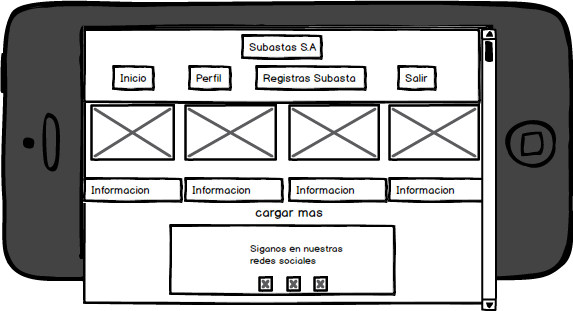 Subastas S.A
Inicio
Perfil
Registras Subasta
Salir
Informacion
Informacion
Informacion
Informacion
cargar mas
Siganos en nuestras
redes sociales